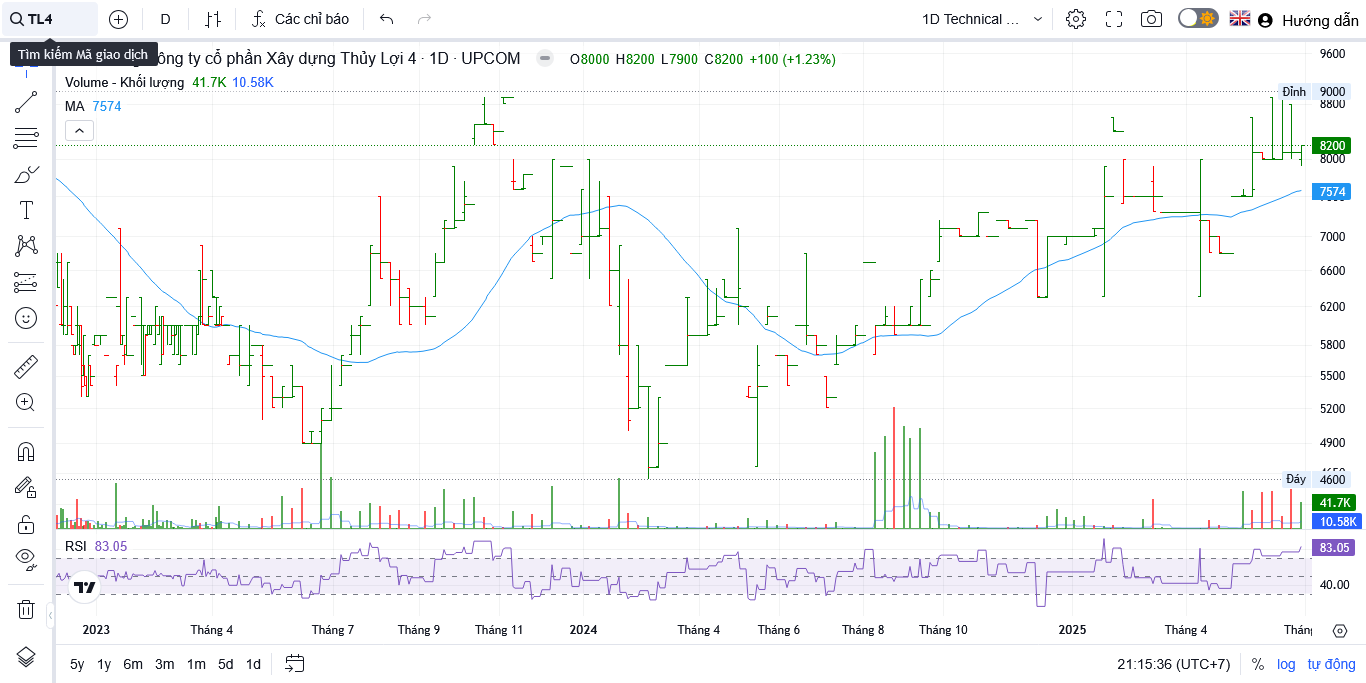 TL4 D Các chỉ báo 1D Technical ... Hướng dẫn
Tìm kiếm Mã giao dịch
ông ty cổ phần Xây dựng Thủy Lợi 4 · 1D · UPCOM O8000 H8200 L7900 C8200 +100 (+1.23%)
Volume - Khối lượng 41.7K 10.58K
MA 7574
9600
Đỉnh 9000
8800
8200
8000
7574
7000
6600
6200
5800
5500
5200
4900
Đáy 4600
41.7K
10.58K
RSI 83.05
83.05
40.00
2023 Tháng 4 Tháng 7 Tháng 9 Tháng 11 2024 Tháng 4 Tháng 6 Tháng 8 Tháng 10 2025 Tháng 4
5y 1y 6m 3m 1m 5d 1d 21:15:36 (UTC+7) % log tự động